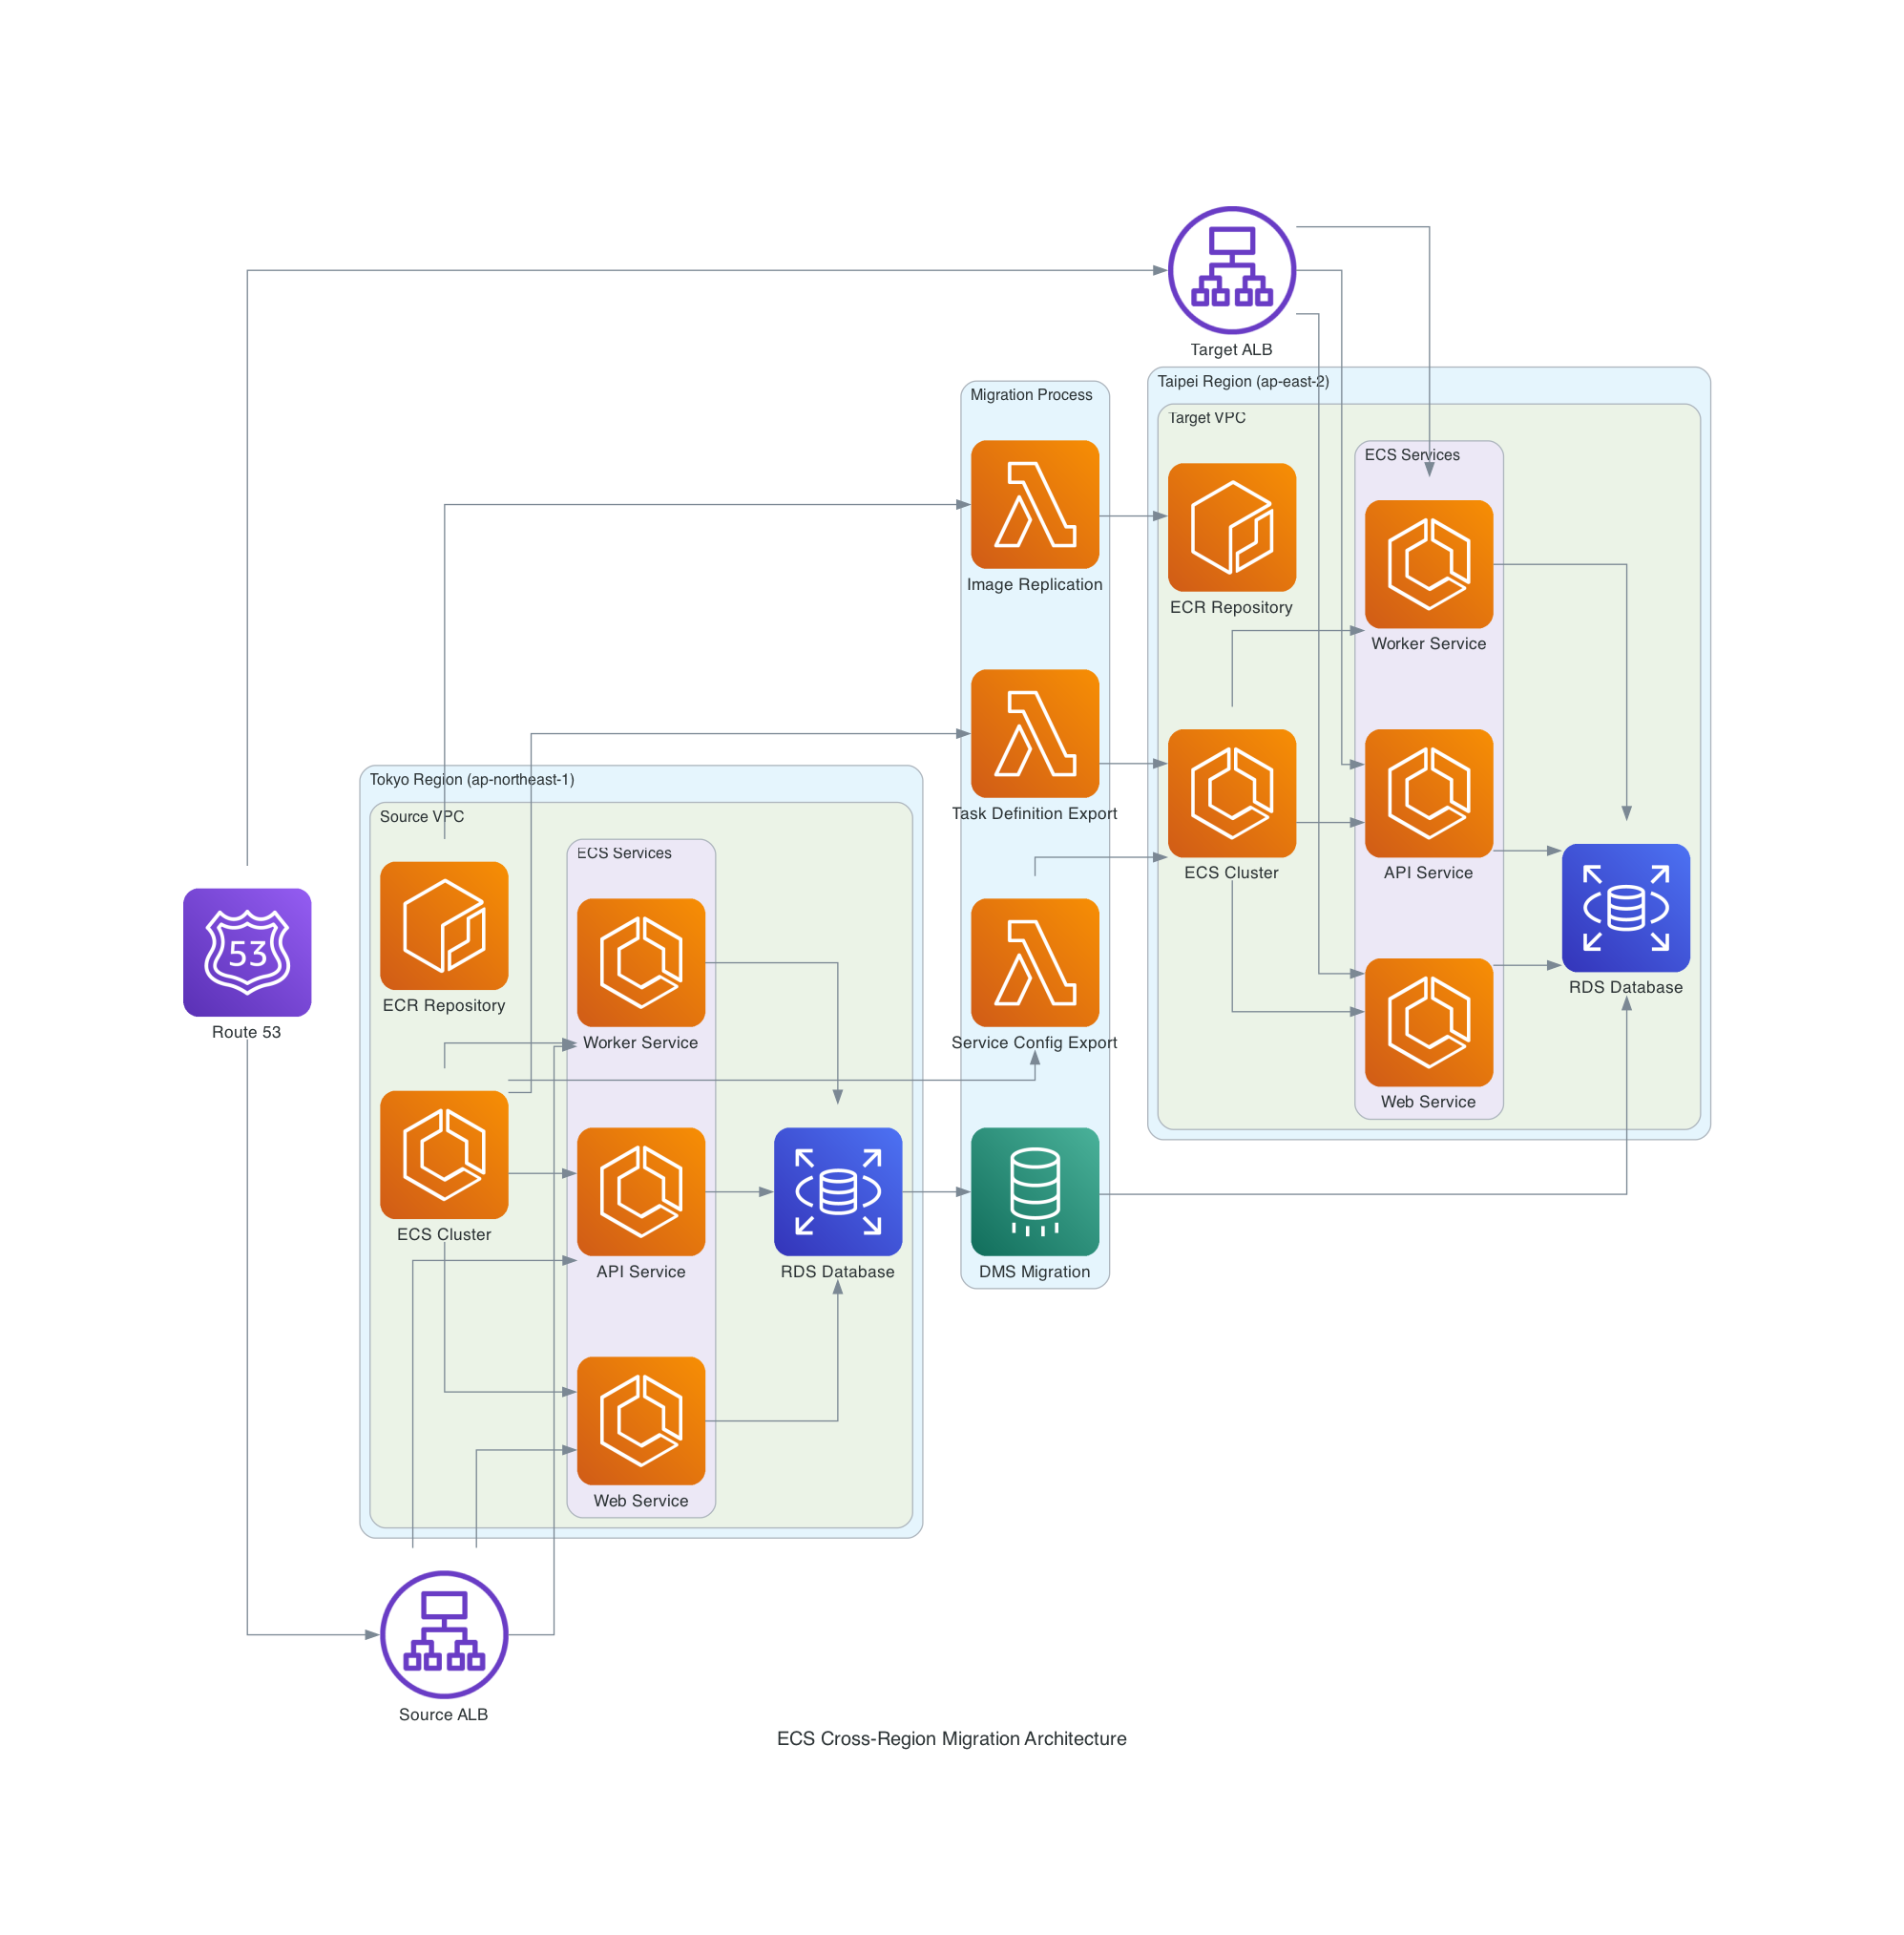 Target ALB
Taipei Region (ap-east-2)
Migration Process
Target VPC
ECS Services
Image Replication
ECR Repository
Worker Service
Tokyo Region (ap-northeast-1)
Task Definition Export
Source VPC
ECS Services
ECS Cluster
API Service
53
ECR Repository
RDS Database
Route 53
Worker Service
Service Config Export
Web Service
ECS Cluster
API Service
RDS Database
DMS Migration
Web Service
Source ALB
ECS Cross-Region Migration Architecture